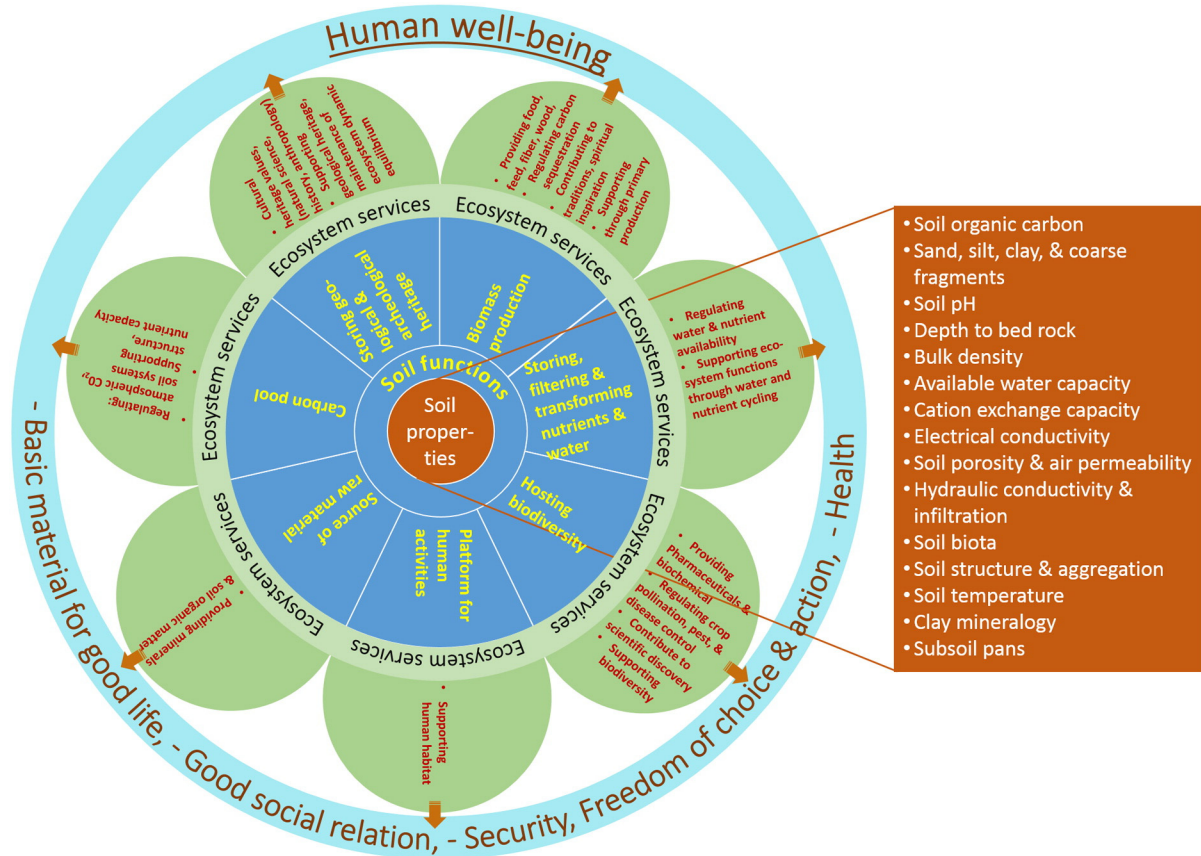 Human well-being
- Health
- Security, Freedom of choice & action,
- Good social relation,
- Basic material for good life,
• Cultural
heritage values,
(natural science,
history, anthropology)
• Supporting
geological heritage,
maintenance of
ecosystem dynamic
equilibrium
• Providing food,
feed, fiber, wood,
• Regulating carbon
sequestration
• Contributing to
traditions, spiritual
inspiration
• Supporting
through primary
production
• Regulating
water & nutrient
availability
• Supporting eco-
system functions
through water and
nutrient cycling
• Providing
Pharmaceuticals &
biochemical
• Regulating crop
pollination, pest, &
disease control
• Contribute to
scientific discovery
• Supporting
biodiversity
• Supporting
human habitat
• Providing minerals
& soil organic matter
• Regulating:
atmospheric C0₂,
soil systems
• Supporting
structure,
nutrient capacity
Ecosystem services
Ecosystem services
Ecosystem services
Ecosystem services
Ecosystem services
Ecosystem services
Ecosystem services
Storing geo-
logical &
archeological
heritage
Biomass
production
Storing,
filtering &
transforming
nutrients &
water
Hosting
biodiversity
Platform for
human
activities
Source of
raw material
Carbon pool
Soil functions
Soil
proper-
ties
• Soil organic carbon
• Sand, silt, clay, & coarse
fragments
• Soil pH
• Depth to bed rock
• Bulk density
• Available water capacity
• Cation exchange capacity
• Electrical conductivity
• Soil porosity & air permeability
• Hydraulic conductivity &
infiltration
• Soil biota
• Soil structure & aggregation
• Soil temperature
• Clay mineralogy
• Subsoil pans